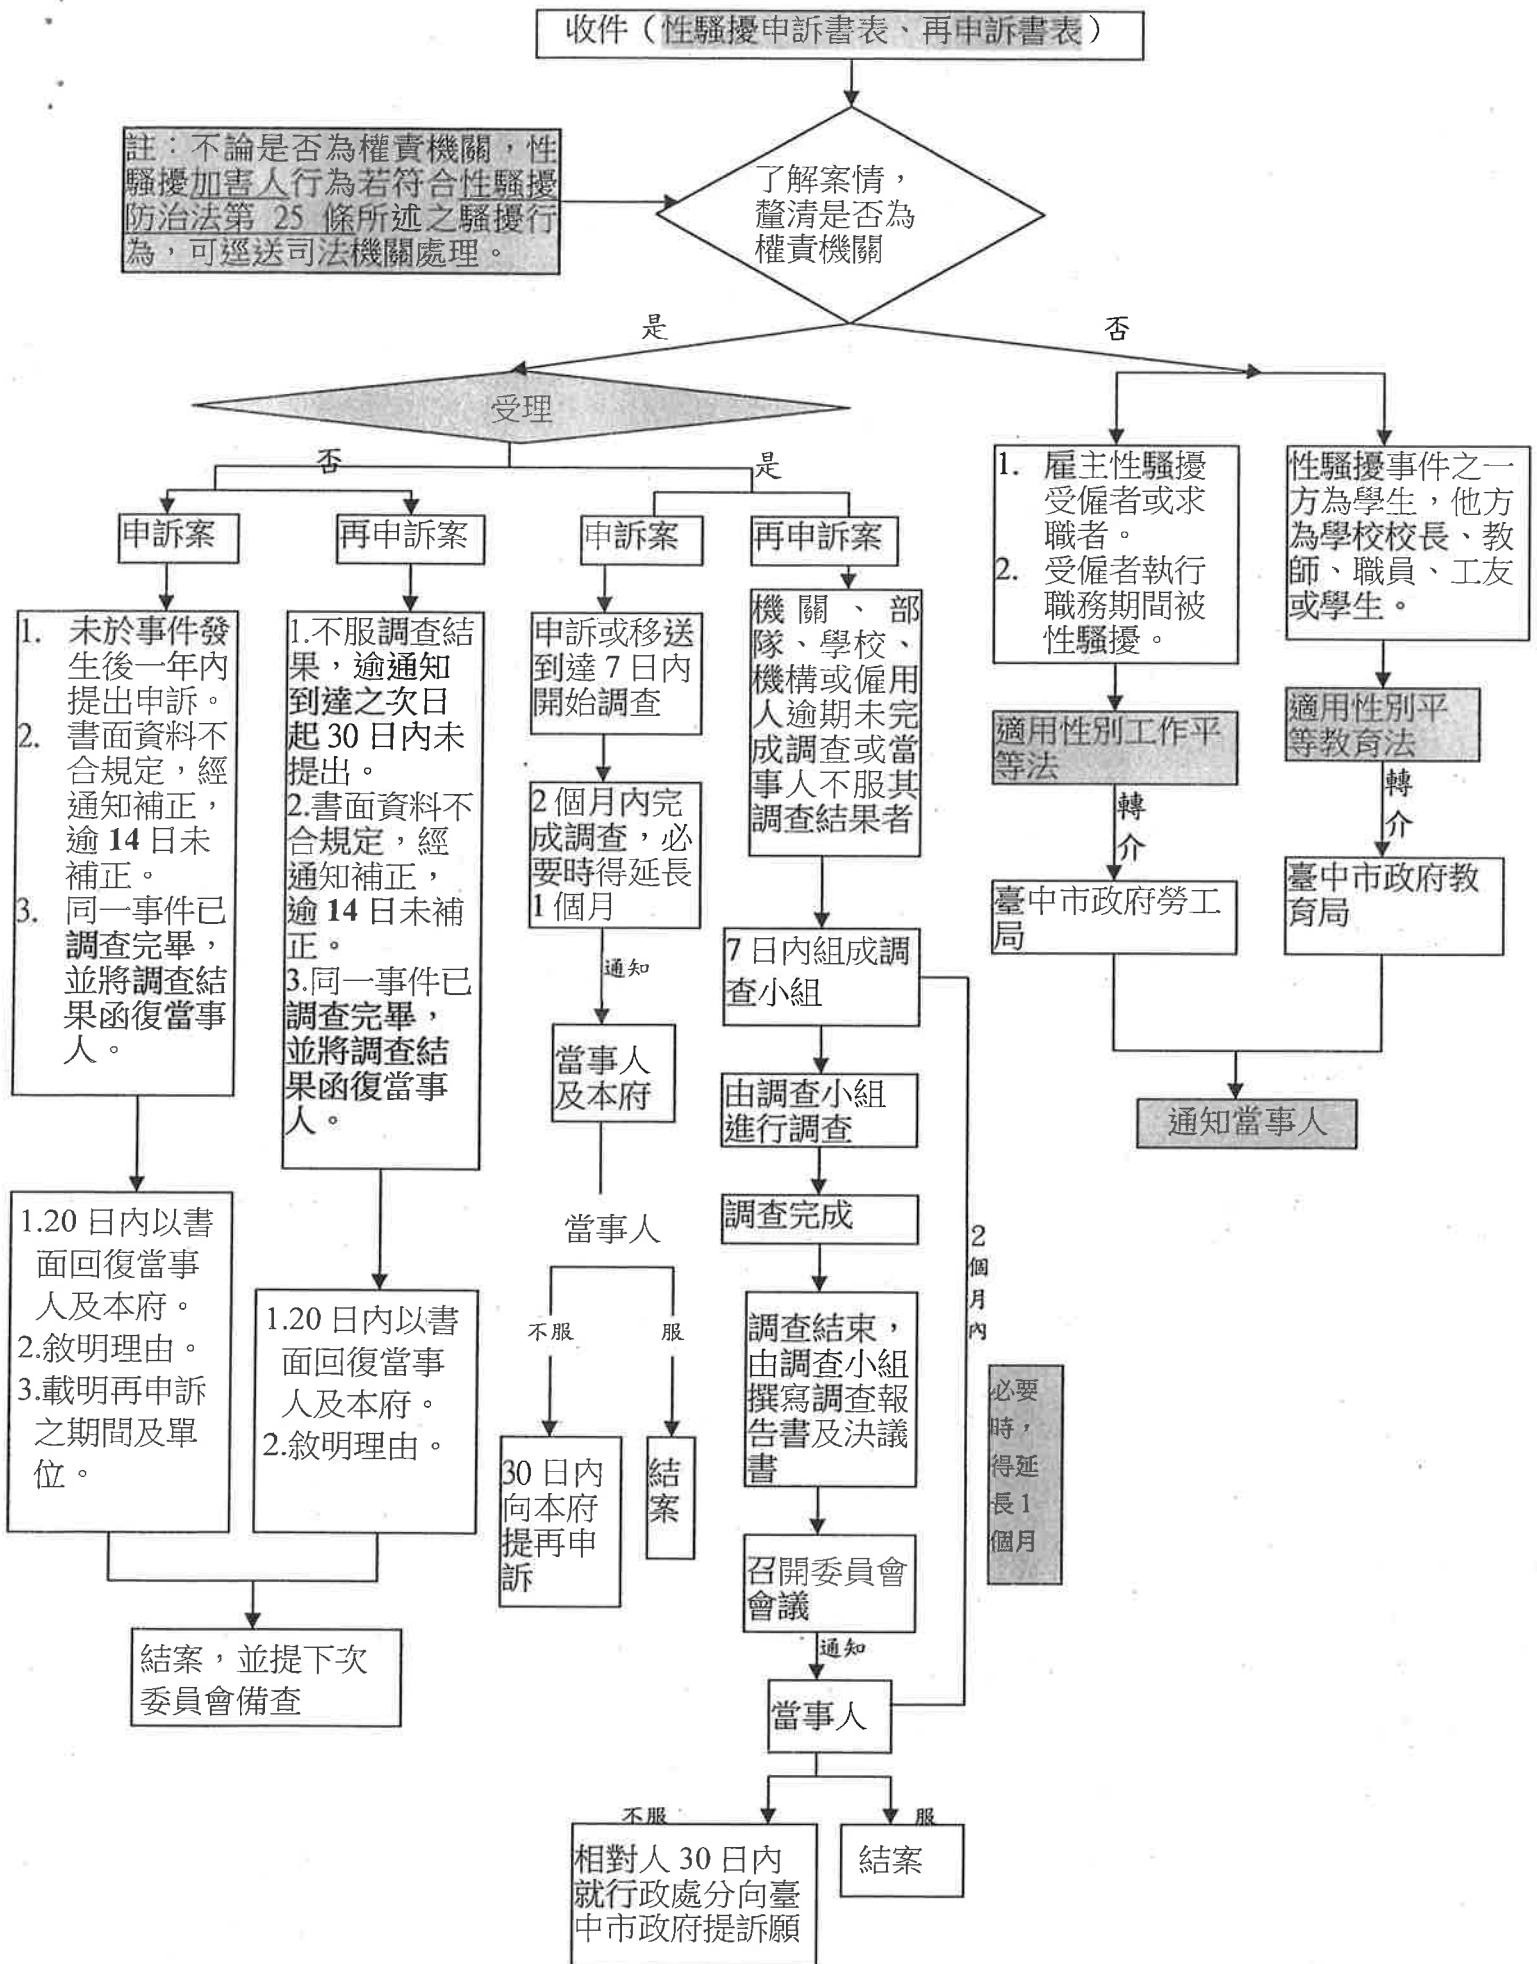 收件（性騷擾申訴書表、再申訴書表）
註：不論是否為權責機關，性
騷擾加害人行為若符合性騷擾
防治法第 25 條所述之騷擾行
為，可逕送司法機關處理。
了解案情，
釐清是否為
權責機關
是
否
受理
否
是
申訴案
再申訴案
申訴案
再申訴案
1. 未於事件發
生後一年內
提出申訴。
2. 書面資料不
合規定，經
通知補正，
逾 14 日未
補正。
3. 同一事件已
調查完畢，
並將調查結
果函復當事
人。
1.不服調查結
果，逾通知
到達之次日
起 30 日內未
提出。
2.書面資料不
合規定，經
通知補正，
逾 14 日未補
正。
3.同一事件已
調查完畢，
並將調查結
果函復當事
人。
1.20 日內以書
面回復當事
人及本府。
2.敘明理由。
3.載明再申訴
之期間及單
位。
1.20 日內以書
面回復當事
人及本府。
2.敘明理由。
結案，並提下次
委員會備查
申訴或移送
到達 7 日內
開始調查
2 個月內完
成調查，必
要時得延長
1 個月
通知
當事人
及本府
當事人
不服
服
30 日內
向本府
提再申
訴
結
案
機關、部
隊、學校、
機構或僱用
人逾期未完
成調查或當
事人不服其
調查結果者
7 日內組成調
查小組
由調查小組
進行調查
調查完成
調查結束，
由調查小組
撰寫調查報
告書及決議
書
召開委員會
會議
通知
當事人
2
個
月
內
必要
時，
得延
長 1
個月
不服
服
相對人 30 日內
就行政處分向臺
中市政府提訴願
結案
1. 雇主性騷擾
受僱者或求
職者。
2. 受僱者執行
職務期間被
性騷擾。
適用性別工作平
等法
轉
介
臺中市政府勞工
局
性騷擾事件之一
方為學生，他方
為學校校長、教
師、職員、工友
或學生。
適用性別平
等教育法
轉
介
臺中市政府教
育局
通知當事人